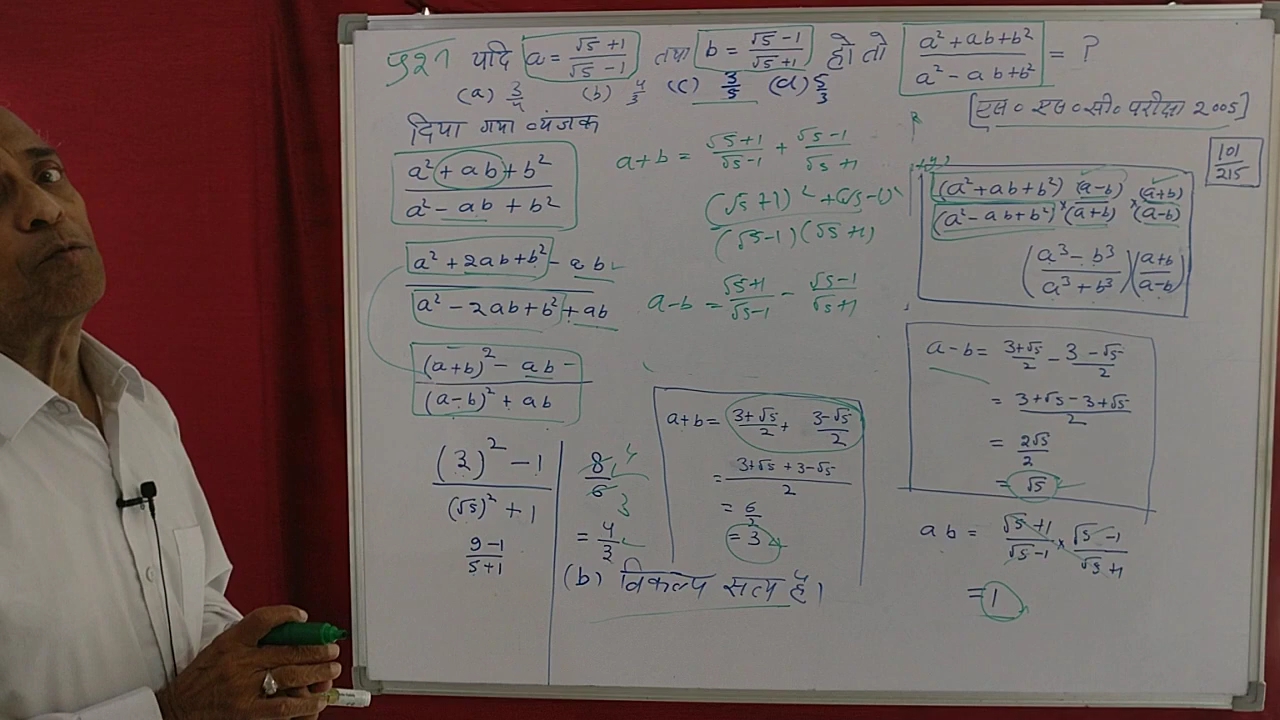 प्रश्न यदि a = √5 + 1 / √5 - 1 तथा b = √5 - 1 / √5 + 1 हो तो a² + ab + b² / a² - ab + b² = ?
(a) 3/4 (b) 4/3 (c) 3/5 (d) 5/3
[एस० एस० सी० परीक्षा 2005]
101/215
दिया गया व्यंजक
a² + ab + b² / a² - ab + b²
a² + 2ab + b² - ab / a² - 2ab + b² + ab
(a+b)² - ab / (a-b)² + ab
(3)² - 1 / (√5)² + 1
9-1 / 5+1
8/6 4/3
= 4/3
(b) विकल्प सत्य है।
a+b = √5+1 / √5-1 + √5-1 / √5+1
(√5+1)² + (√5-1)² / (√5-1)(√5+1)
a-b = √5+1 / √5-1 - √5-1 / √5+1
a+b = 3+√5 / 2 + 3-√5 / 2
= 3+√5+3-√5 / 2
= 6/2
= 3
(a²+ab+b²) / (a²-ab+b²) × (a-b) / (a+b) × (a+b) / (a-b)
(a³-b³ / a³+b³)(a+b / a-b)
a-b = 3+√5 / 2 - 3-√5 / 2
= 3+√5-3+√5 / 2
= 2√5 / 2
= √5
ab = √5+1 / √5-1 × √5-1 / √5+1
= 1